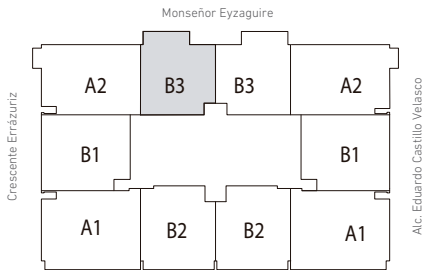 Monseñor Eyzaguire
A2 B3 B3 A2
Crescente Errázuriz
B1 B1
Alc. Eduardo Castillo Velasco
A1 B2 B2 A1